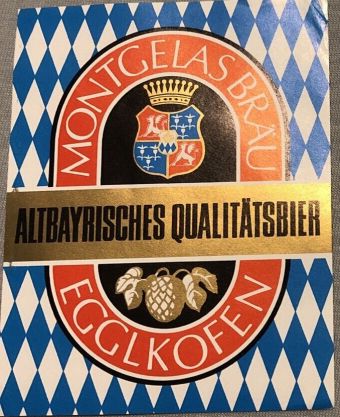 MONTGELAS BRÄU
ALTBAYRISCHES QUALITÄTSBIER
EGGLKOFEN